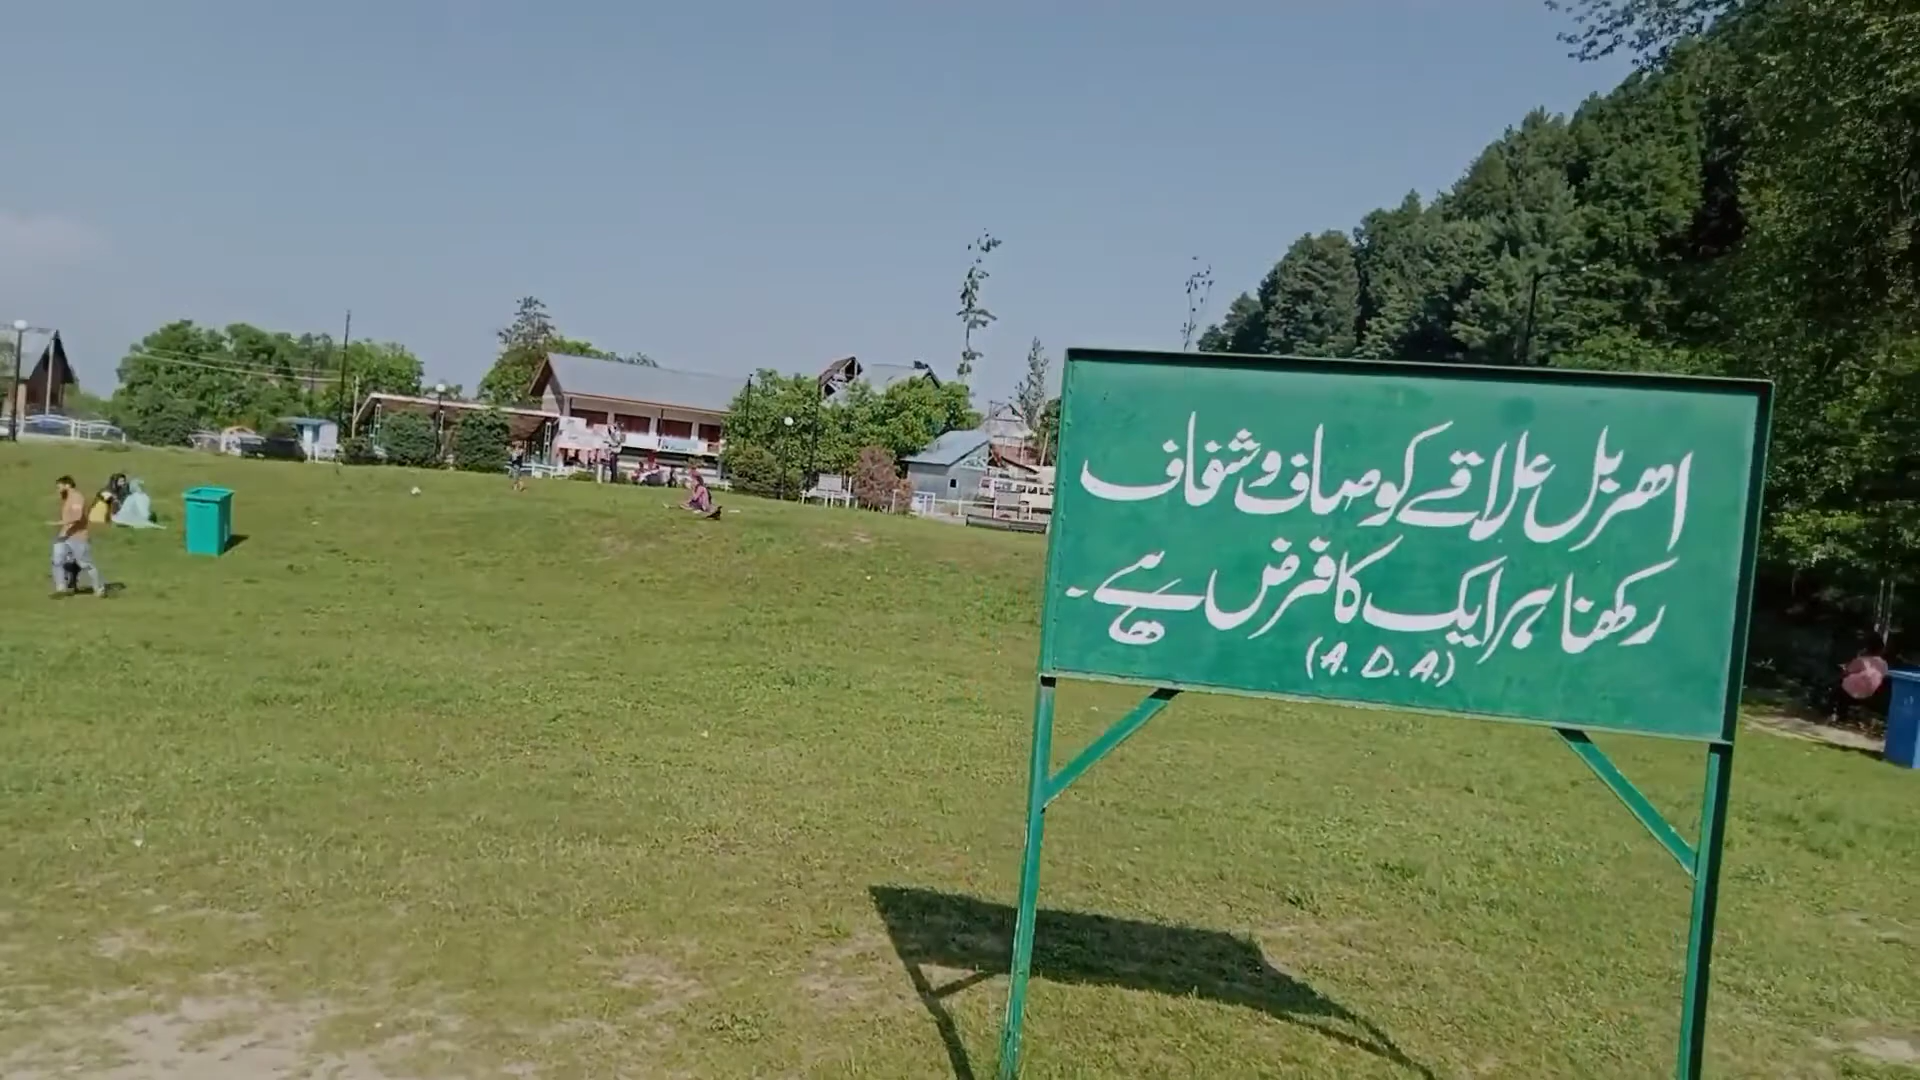 اھربل علاقے کو صاف و شفاف
رکھنا ہر ایک کا فرض ہے۔
(A. D. A.)